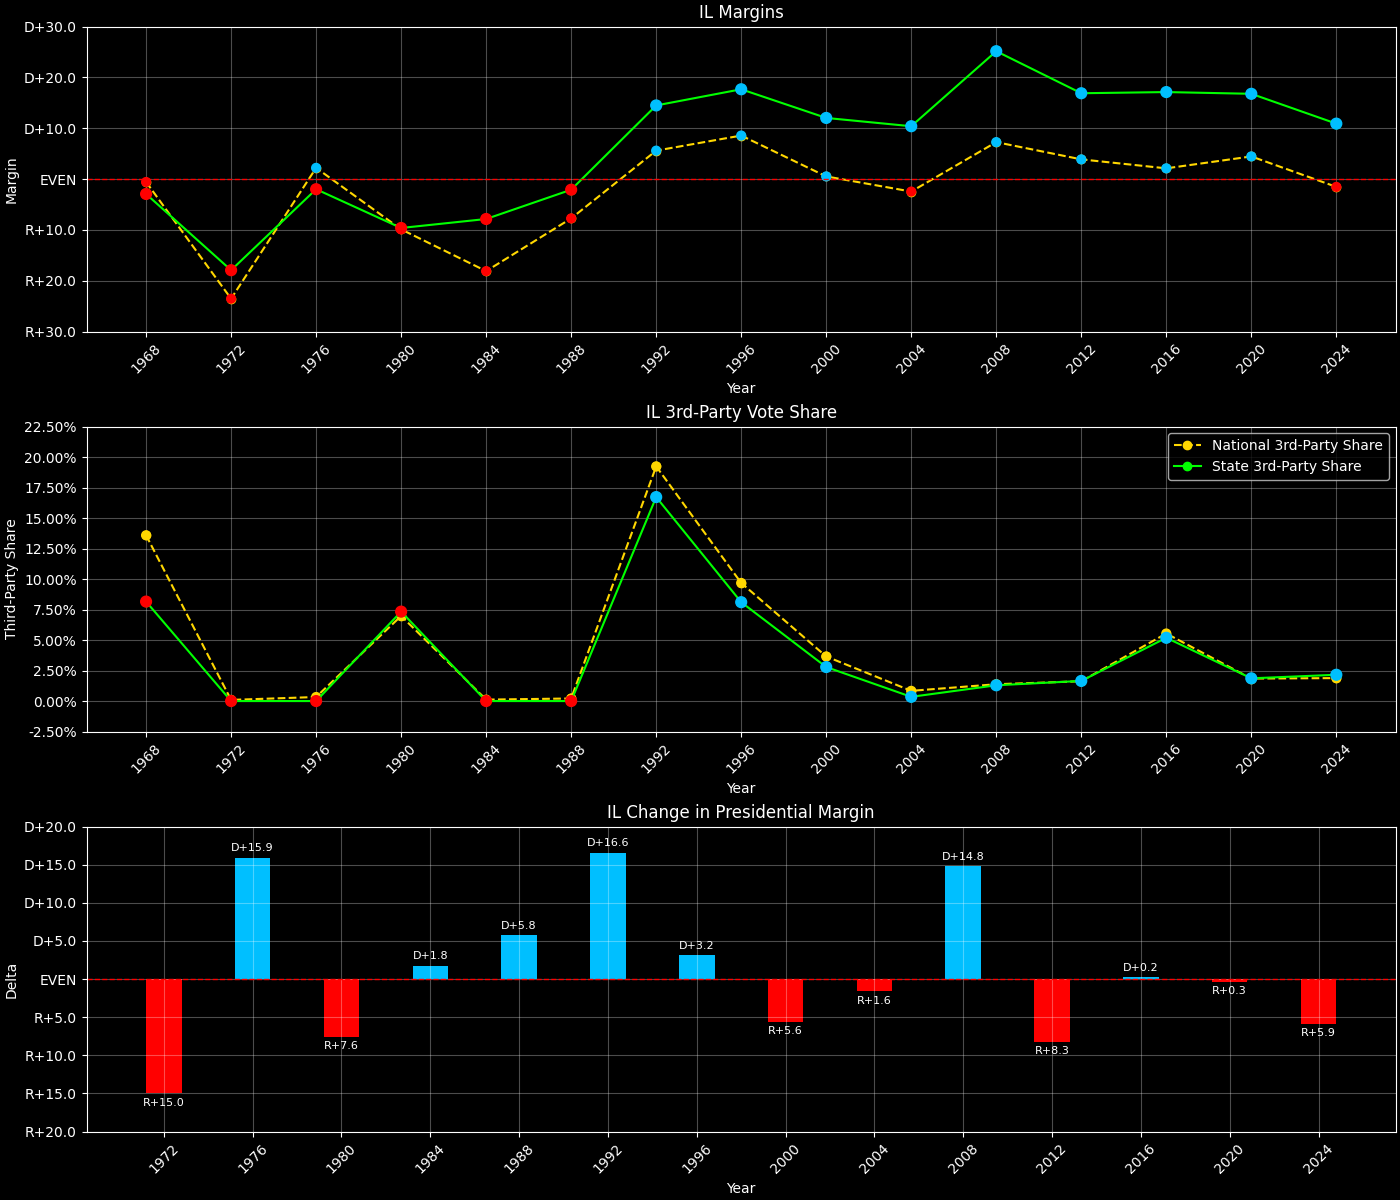 IL Margins
D+30.0
D+20.0
D+10.0
EVEN
R+10.0
R+20.0
R+30.0
Margin
1968 1972 1976 1980 1984 1988 1992 1996 2000 2004 2008 2012 2016 2020 2024
Year
IL 3rd-Party Vote Share
22.50%
20.00%
17.50%
15.00%
12.50%
10.00%
7.50%
5.00%
2.50%
0.00%
-2.50%
Third-Party Share
National 3rd-Party Share
State 3rd-Party Share
1968 1972 1976 1980 1984 1988 1992 1996 2000 2004 2008 2012 2016 2020 2024
Year
IL Change in Presidential Margin
D+20.0
D+15.0
D+10.0
D+5.0
EVEN
R+5.0
R+10.0
R+15.0
R+20.0
Delta
R+15.0
D+15.9
R+7.6
D+1.8
D+5.8
D+16.6
D+3.2
R+5.6
R+1.6
D+14.8
R+8.3
D+0.2
R+0.3
R+5.9
1972 1976 1980 1984 1988 1992 1996 2000 2004 2008 2012 2016 2020 2024
Year